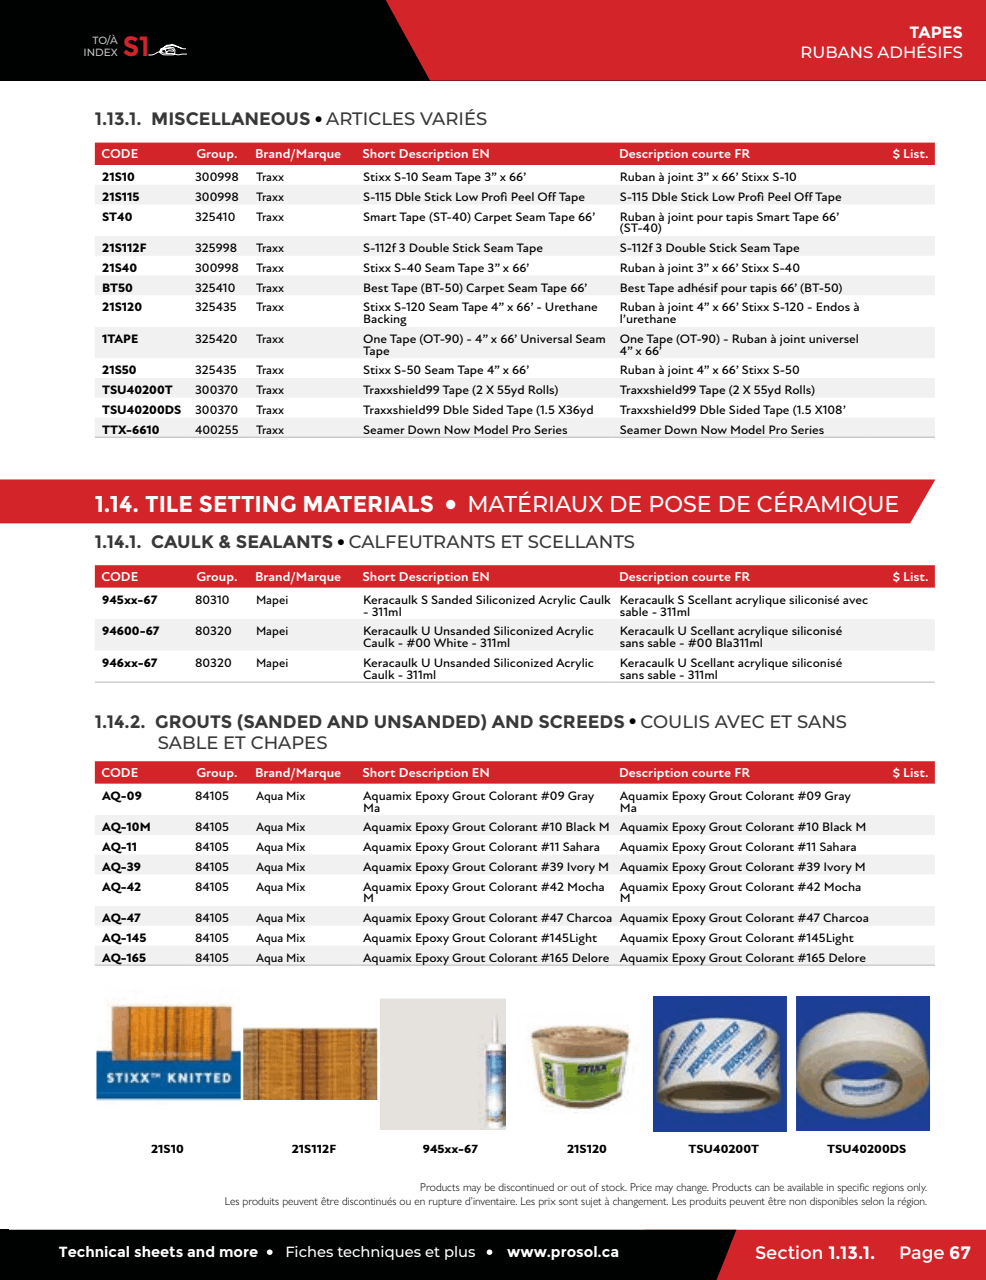 TO/À
INDEX S1
TAPES
RUBANS ADHÉSIFS
1.13.1. MISCELLANEOUS • ARTICLES VARIÉS
CODE Group. Brand/Marque Short Description EN Description courte FR $ List.
21S10 300998 Traxx Stixx S-10 Seam Tape 3” x 66’ Ruban à joint 3” x 66’ Stixx S-10
21S115 300998 Traxx S-115 Dble Stick Low Profi Peel Off Tape S-115 Dble Stick Low Profi Peel Off Tape
ST40 325410 Traxx Smart Tape (ST-40) Carpet Seam Tape 66’ Ruban à joint pour tapis Smart Tape 66’
(ST-40)
21S112F 325998 Traxx S-112f 3 Double Stick Seam Tape S-112f 3 Double Stick Seam Tape
21S40 300998 Traxx Stixx S-40 Seam Tape 3” x 66’ Ruban à joint 3” x 66’ Stixx S-40
BT50 325410 Traxx Best Tape (BT-50) Carpet Seam Tape 66’ Best Tape adhésif pour tapis 66’ (BT-50)
21S120 325435 Traxx Stixx S-120 Seam Tape 4” x 66’ - Urethane Ruban à joint 4” x 66’ Stixx S-120 - Endos à
Backing l’urethane
1TAPE 325420 Traxx One Tape (OT-90) - 4” x 66’ Universal Seam One Tape (OT-90) - Ruban à joint universel
Tape 4” x 66’
21S50 325435 Traxx Stixx S-50 Seam Tape 4” x 66’ Ruban à joint 4” x 66’ Stixx S-50
TSU40200T 300370 Traxx Traxxshield99 Tape (2 X 55yd Rolls) Traxxshield99 Tape (2 X 55yd Rolls)
TSU40200DS 300370 Traxx Traxxshield99 Dble Sided Tape (1.5 X36yd Traxxshield99 Dble Sided Tape (1.5 X108’
TTX-6610 400255 Traxx Seamer Down Now Model Pro Series Seamer Down Now Model Pro Series
1.14. TILE SETTING MATERIALS • MATÉRIAUX DE POSE DE CÉRAMIQUE
1.14.1. CAULK & SEALANTS • CALFEUTRANTS ET SCELLANTS
CODE Group. Brand/Marque Short Description EN Description courte FR $ List.
945xx-67 80310 Mapei Keracaulk S Sanded Siliconized Acrylic Caulk Keracaulk S Scellant acrylique siliconisé avec
- 311ml sable - 311ml
94600-67 80320 Mapei Keracaulk U Unsanded Siliconized Acrylic Keracaulk U Scellant acrylique siliconisé
Caulk - #00 White - 311ml sans sable - #00 Bla311ml
946xx-67 80320 Mapei Keracaulk U Unsanded Siliconized Acrylic Keracaulk U Scellant acrylique siliconisé
Caulk - 311ml sans sable - 311ml
1.14.2. GROUTS (SANDED AND UNSANDED) AND SCREEDS • COULIS AVEC ET SANS
SABLE ET CHAPES
CODE Group. Brand/Marque Short Description EN Description courte FR $ List.
AQ-09 84105 Aqua Mix Aquamix Epoxy Grout Colorant #09 Gray Aquamix Epoxy Grout Colorant #09 Gray
Ma Ma
AQ-10M 84105 Aqua Mix Aquamix Epoxy Grout Colorant #10 Black M Aquamix Epoxy Grout Colorant #10 Black M
AQ-11 84105 Aqua Mix Aquamix Epoxy Grout Colorant #11 Sahara Aquamix Epoxy Grout Colorant #11 Sahara
AQ-39 84105 Aqua Mix Aquamix Epoxy Grout Colorant #39 Ivory M Aquamix Epoxy Grout Colorant #39 Ivory M
AQ-42 84105 Aqua Mix Aquamix Epoxy Grout Colorant #42 Mocha Aquamix Epoxy Grout Colorant #42 Mocha
M M
AQ-47 84105 Aqua Mix Aquamix Epoxy Grout Colorant #47 Charcoa Aquamix Epoxy Grout Colorant #47 Charcoa
AQ-145 84105 Aqua Mix Aquamix Epoxy Grout Colorant #145Light Aquamix Epoxy Grout Colorant #145Light
AQ-165 84105 Aqua Mix Aquamix Epoxy Grout Colorant #165 Delore Aquamix Epoxy Grout Colorant #165 Delore
STIXX™ KNITTED
STIXX
S-120
TRAXXSHIELD
21S10 21S112F 945xx-67 21S120 TSU40200T TSU40200DS
Products may be discontinued or out of stock. Price may change. Products can be available in specific regions only.
Les produits peuvent être discontinués ou en rupture d’inventaire. Les prix sont sujet à changement. Les produits peuvent être non disponibles selon la région.
Technical sheets and more • Fiches techniques et plus • www.prosol.ca
Section 1.13.1. Page 67